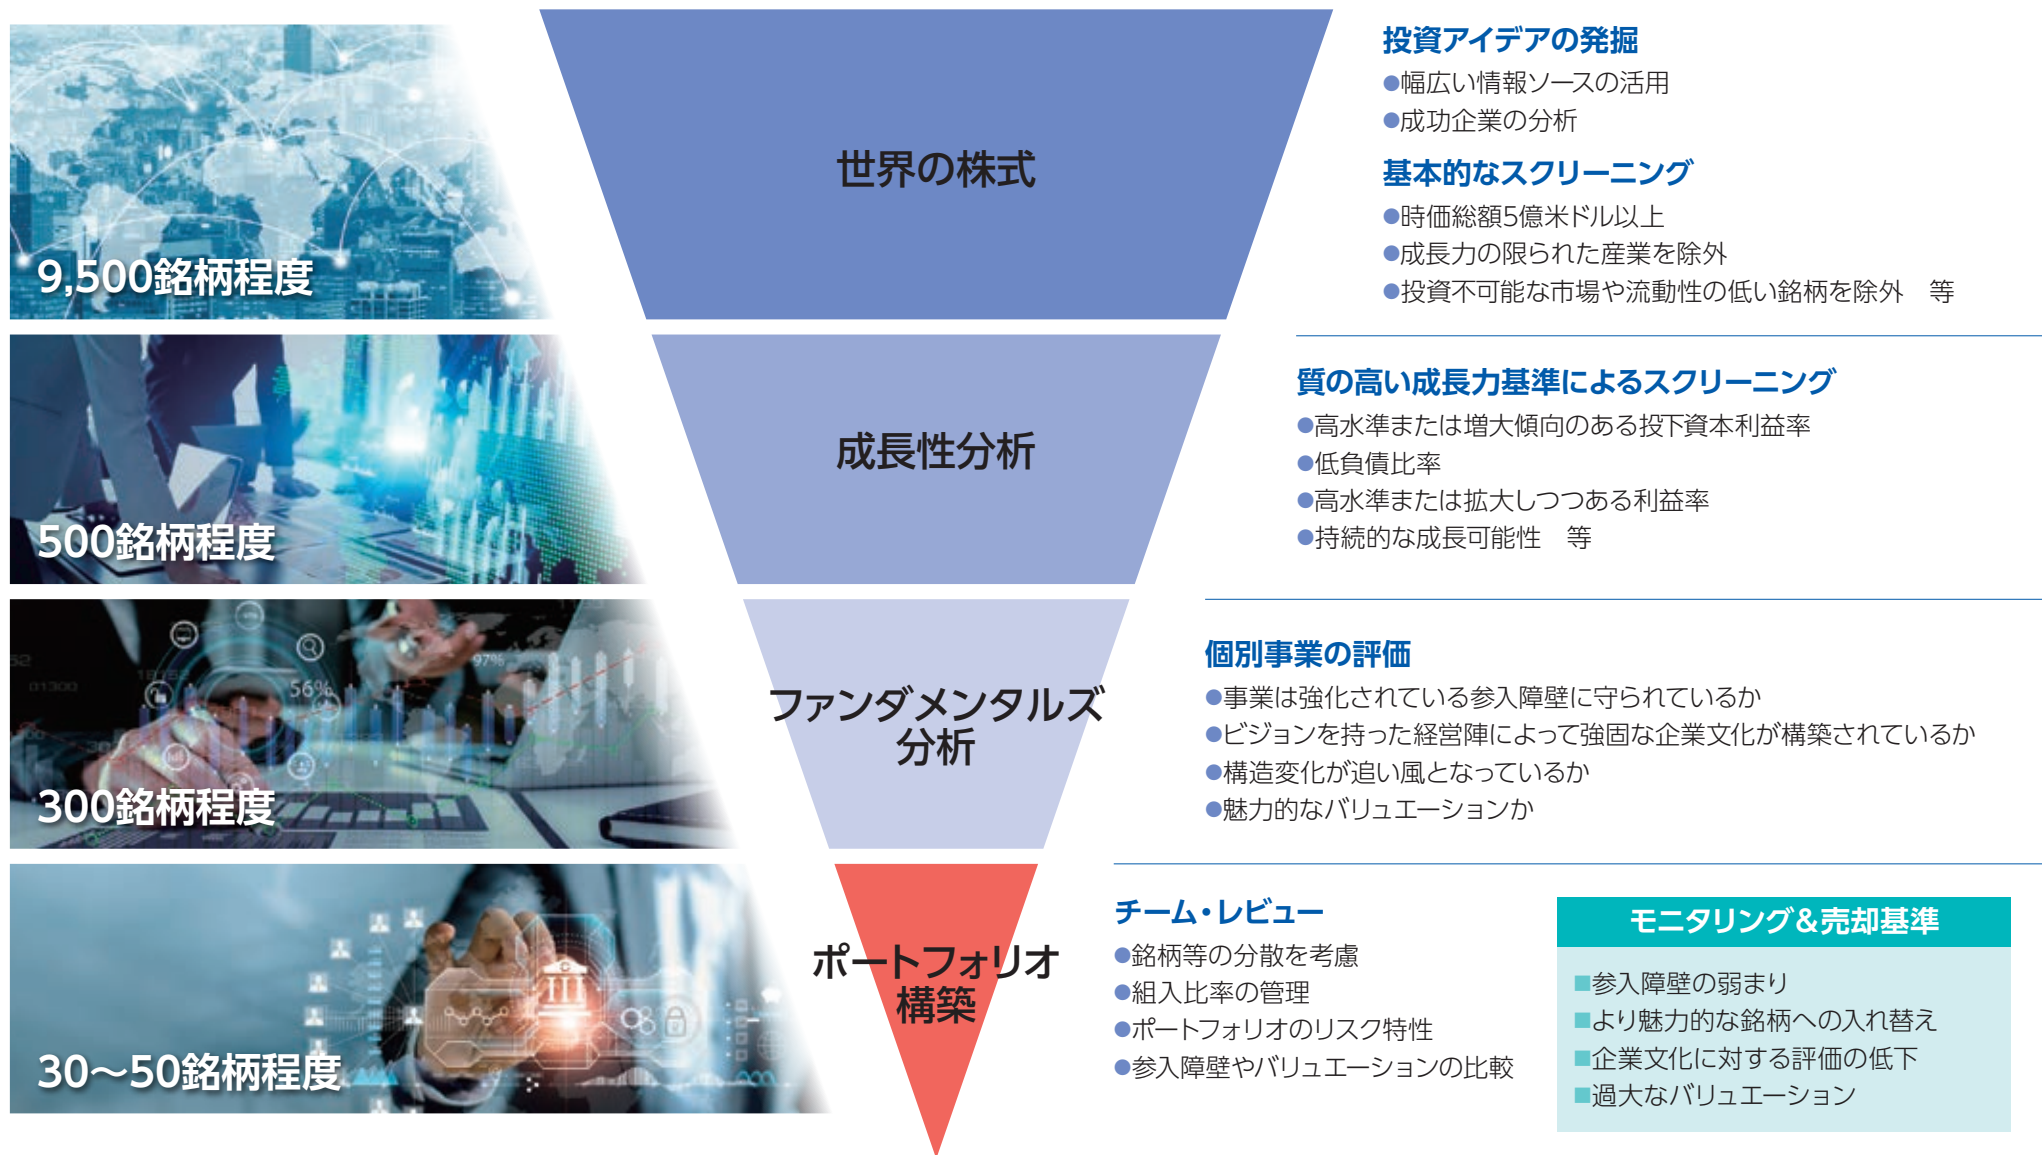 9,500銘柄程度
世界の株式
投資アイデアの発掘
●幅広い情報ソースの活用
●成功企業の分析
基本的なスクリーニング
●時価総額5億米ドル以上
●成長力の限られた産業を除外
●投資不可能な市場や流動性の低い銘柄を除外　等
500銘柄程度
成長性分析
質の高い成長力基準によるスクリーニング
●高水準または増大傾向のある投下資本利益率
●低負債比率
●高水準または拡大しつつある利益率
●持続的な成長可能性　等
52
01300
56%
97%
300銘柄程度
ファンダメンタルズ
分析
個別事業の評価
●事業は強化されている参入障壁に守られているか
●ビジョンを持った経営陣によって強固な企業文化が構築されているか
●構造変化が追い風となっているか
●魅力的なバリュエーションか
30～50銘柄程度
ポートフォリオ
構築
チーム・レビュー
●銘柄等の分散を考慮
●組入比率の管理
●ポートフォリオのリスク特性
●参入障壁やバリュエーションの比較
モニタリング&売却基準
■参入障壁の弱まり
■より魅力的な銘柄への入れ替え
■企業文化に対する評価の低下
■過大なバリュエーション